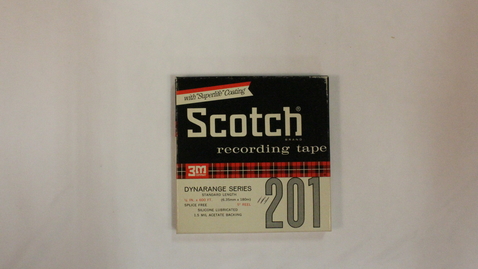 with "Superlife" Coating
Scotch®
BRAND
recording tape
3M
DYNARANGE SERIES
STANDARD LENGTH
SPLICE FREE
SILICONE LUBRICATED
1.5 MIL ACETATE BACKING
201